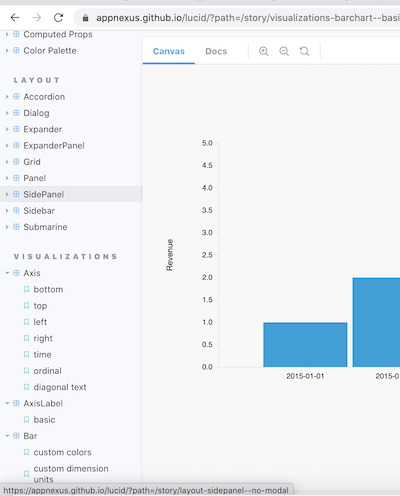 appnexus.github.io/lucid/?path=/story/visualizations-barchart--basi
Computed Props
Color Palette
LAYOUT
Accordion
Dialog
Expander
ExpanderPanel
Grid
Panel
SidePanel
Sidebar
Submarine
VISUALIZATIONS
Axis
bottom
top
left
right
time
ordinal
diagonal text
AxisLabel
basic
Bar
custom colors
custom dimension
units
https://appnexus.github.io/lucid/?path=/story/layout-sidepanel--no-modal
Canvas
Docs
5.0
4.5
4.0
3.5
3.0
2.5
2.0
1.5
1.0
0.5
0.0
Revenue
2015-01-01
2015-0